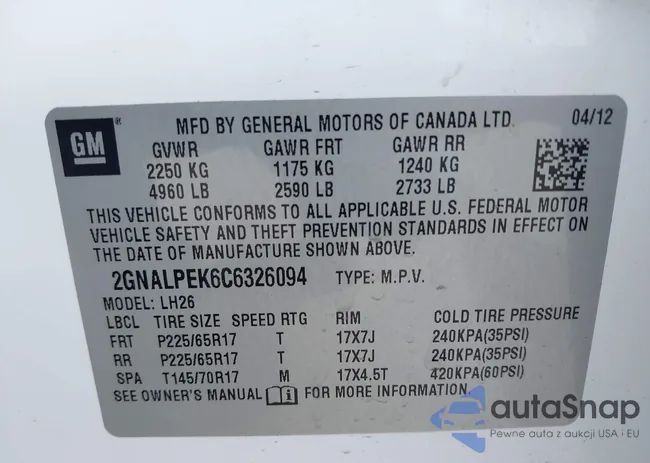 GM ®
MFD BY GENERAL MOTORS OF CANADA LTD. 04/12
GVWR GAWR FRT GAWR RR
2250 KG 1175 KG 1240 KG
4960 LB 2590 LB 2733 LB
THIS VEHICLE CONFORMS TO ALL APPLICABLE U.S. FEDERAL MOTOR
VEHICLE SAFETY AND THEFT PREVENTION STANDARDS IN EFFECT ON
THE DATE OF MANUFACTURE SHOWN ABOVE.
2GNALPEK6C6326094 TYPE: M.P.V.
MODEL: LH26
LBCL TIRE SIZE SPEED RTG RIM COLD TIRE PRESSURE
FRT P225/65R17 T 17X7J 240KPA(35PSI)
RR P225/65R17 T 17X7J 240KPA(35PSI)
SPA T145/70R17 M 17X4.5T 420KPA(60PSI)
SEE OWNER'S MANUAL i FOR MORE INFORMATION.
autaSnap
Pewne auta z aukcji USA i EU